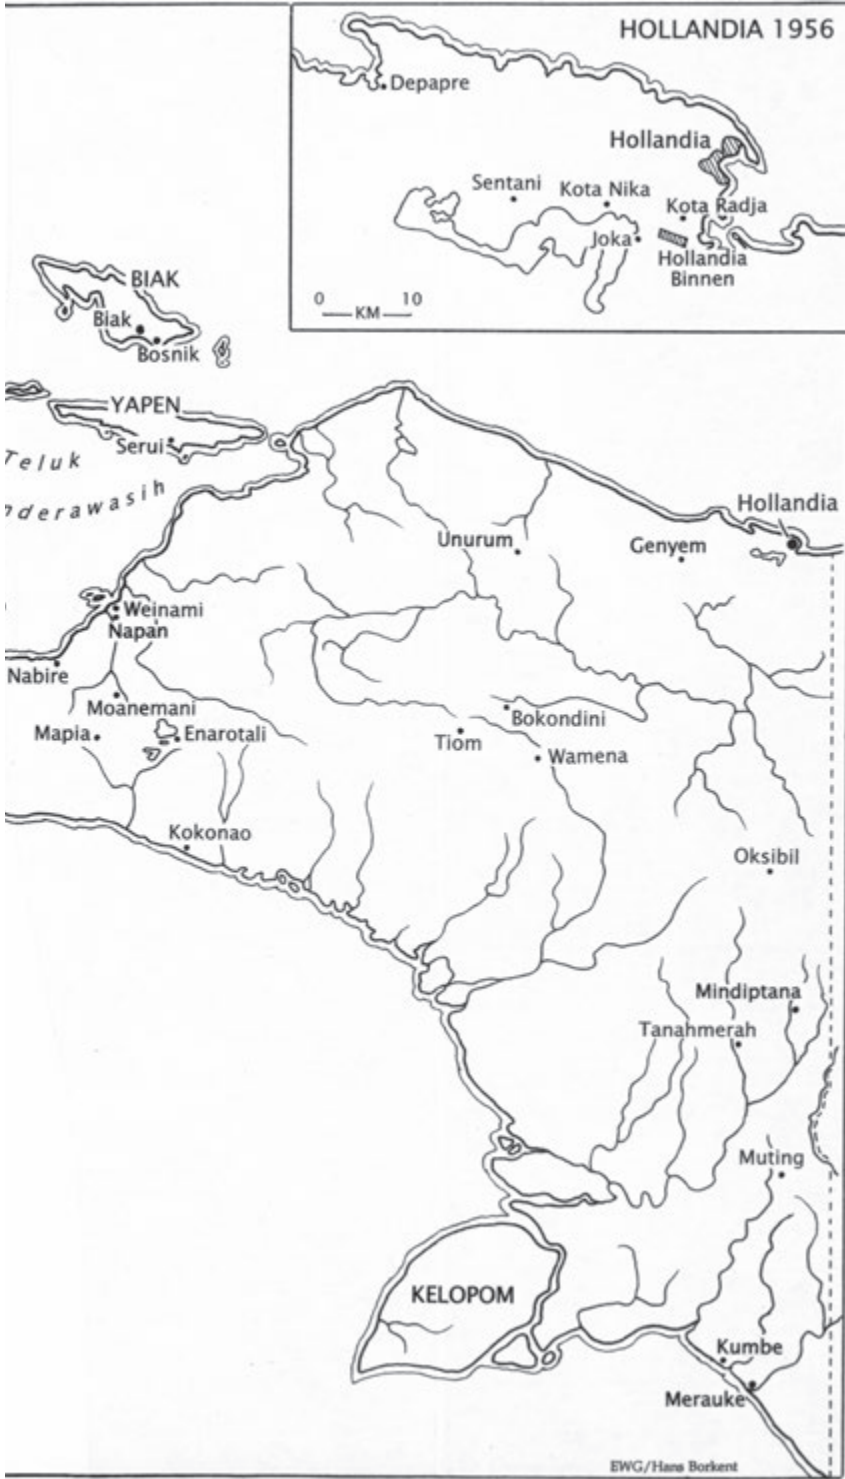 HOLLANDIA 1956
Depapre
Hollandia
Sentani
Kota Nika
Kota Radja
Joka
Hollandia
Binnen
0 KM 10
BIAK
Biak
Bosnik
YAPEN
Serui
Teluk
nderawasih
Hollandia
Unurum
Genyem
Weinami
Napan
Nabire
Moanemani
Mapia
Enarotali
Bokondini
Tiom
Wamena
Kokonao
Oksibil
Mindiptana
Tanahmerah
Muting
KELOPOM
Kumbe
Merauke
EWG/Hans Borkent